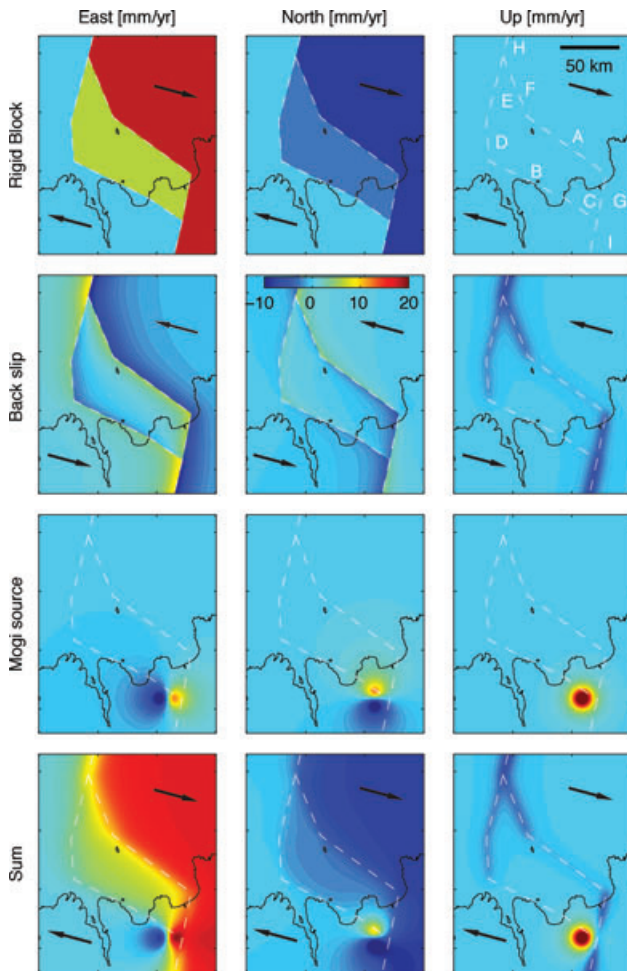 East [mm/yr] North [mm/yr] Up [mm/yr]
Rigid Block
H
50 km
F
E
A
D
B
C G
I
Back slip
−10 0 10 20
Mogi source
Sum